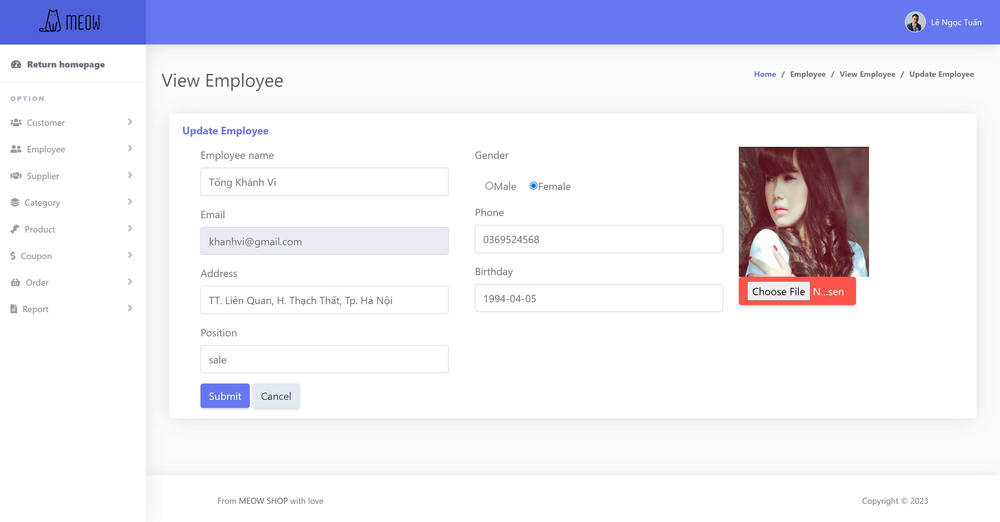 MEOW
Lê Ngọc Tuấn
Return homepage
OPTION
Customer
Employee
Supplier
Category
Product
Coupon
Order
Report
View Employee
Home / Employee / View Employee / Update Employee
Update Employee
Employee name
Tống Khánh Vi
Email
khanhvi@gmail.com
Address
TT. Liên Quan, H. Thạch Thất, Tp. Hà Nội
Position
sale
Submit Cancel
Gender
Male Female
Phone
0369524568
Birthday
1994-04-05
Choose File N...sen
From MEOW SHOP with love
Copyright © 2023